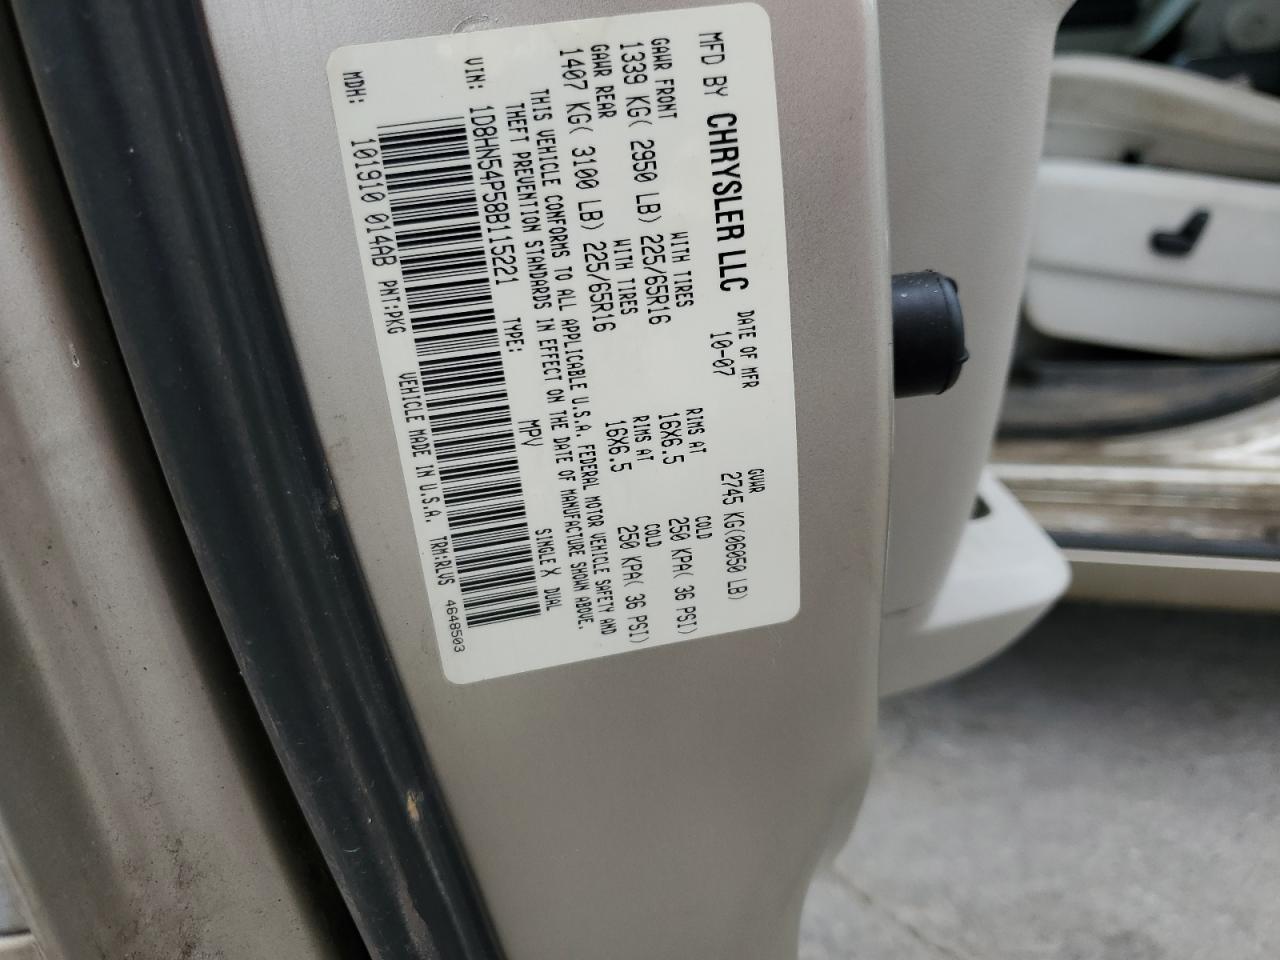 MFD BY CHRYSLER LLC DATE OF MFR 10-07 GVWR 2745 KG(06050 LB)
GAWR FRONT WITH TIRES RIMS AT COLD
1339 KG( 2950 LB) 225/65R16 16X6.5 250 KPA( 36 PSI)
GAWR REAR WITH TIRES RIMS AT COLD
1407 KG( 3100 LB) 225/65R16 16X6.5 250 KPA( 36 PSI)
THIS VEHICLE CONFORMS TO ALL APPLICABLE U.S.A. FEDERAL MOTOR VEHICLE SAFETY AND
THEFT PREVENTION STANDARDS IN EFFECT ON THE DATE OF MANUFACTURE SHOWN ABOVE.
VIN: 1D8HN54P58B115221 TYPE: MPV SINGLE X DUAL
MDH: 101910 014AB PNT:PKG VEHICLE MADE IN U.S.A. TRM:RLVS 4648503